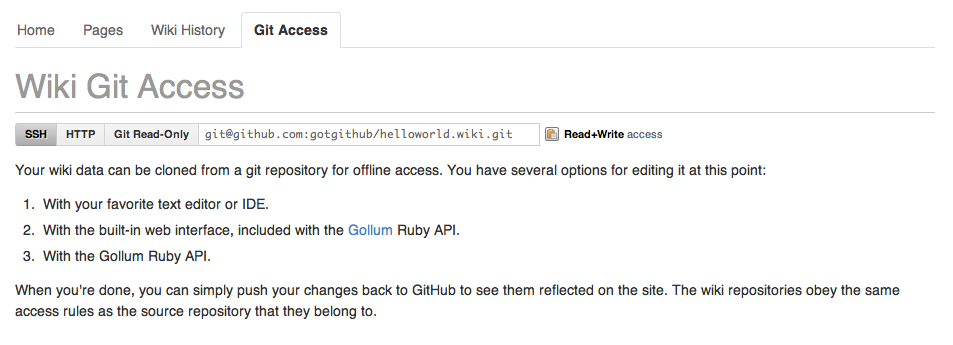 Home Pages Wiki History Git Access
Wiki Git Access
SSH HTTP Git Read-Only git@github.com:gotgithub/helloworld.wiki.git Read+Write access
Your wiki data can be cloned from a git repository for offline access. You have several options for editing it at this point:
1. With your favorite text editor or IDE.
2. With the built-in web interface, included with the Gollum Ruby API.
3. With the Gollum Ruby API.
When you're done, you can simply push your changes back to GitHub to see them reflected on the site. The wiki repositories obey the same
access rules as the source repository that they belong to.